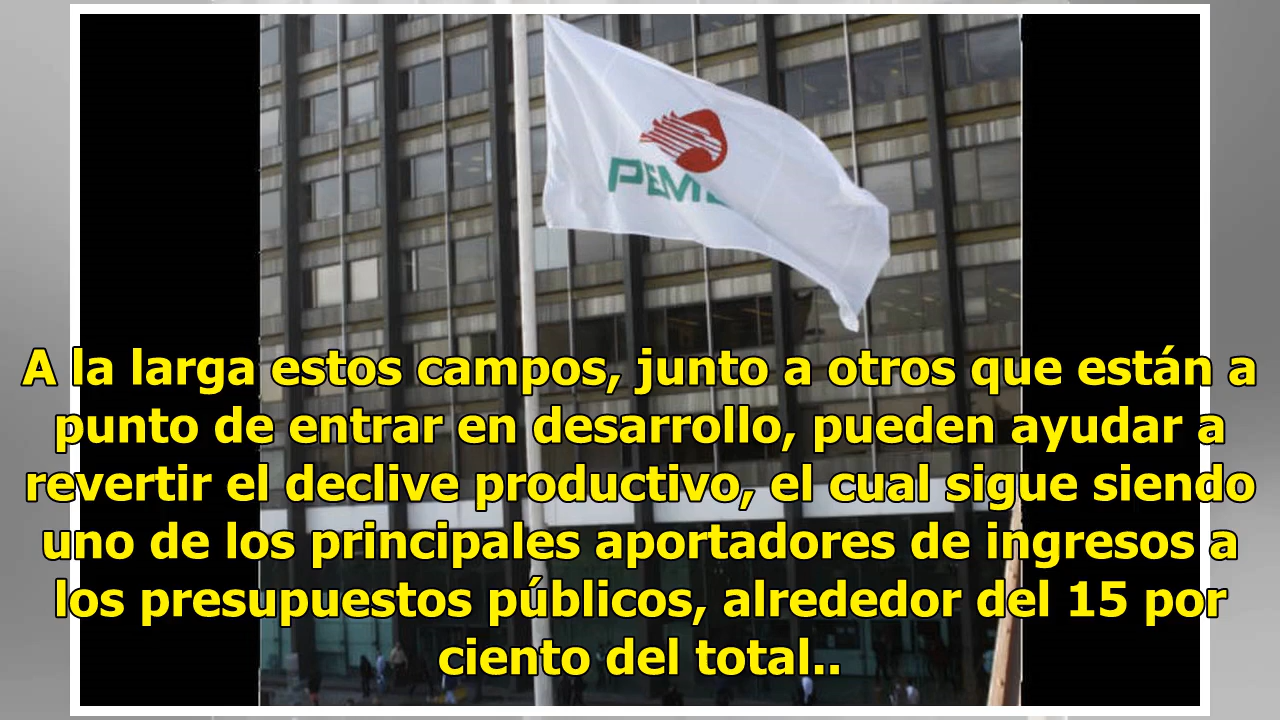 PEM
A la larga estos campos, junto a otros que están a
punto de entrar en desarrollo, pueden ayudar a
revertir el declive productivo, el cual sigue siendo
uno de los principales aportadores de ingresos a
los presupuestos públicos, alrededor del 15 por
ciento del total..